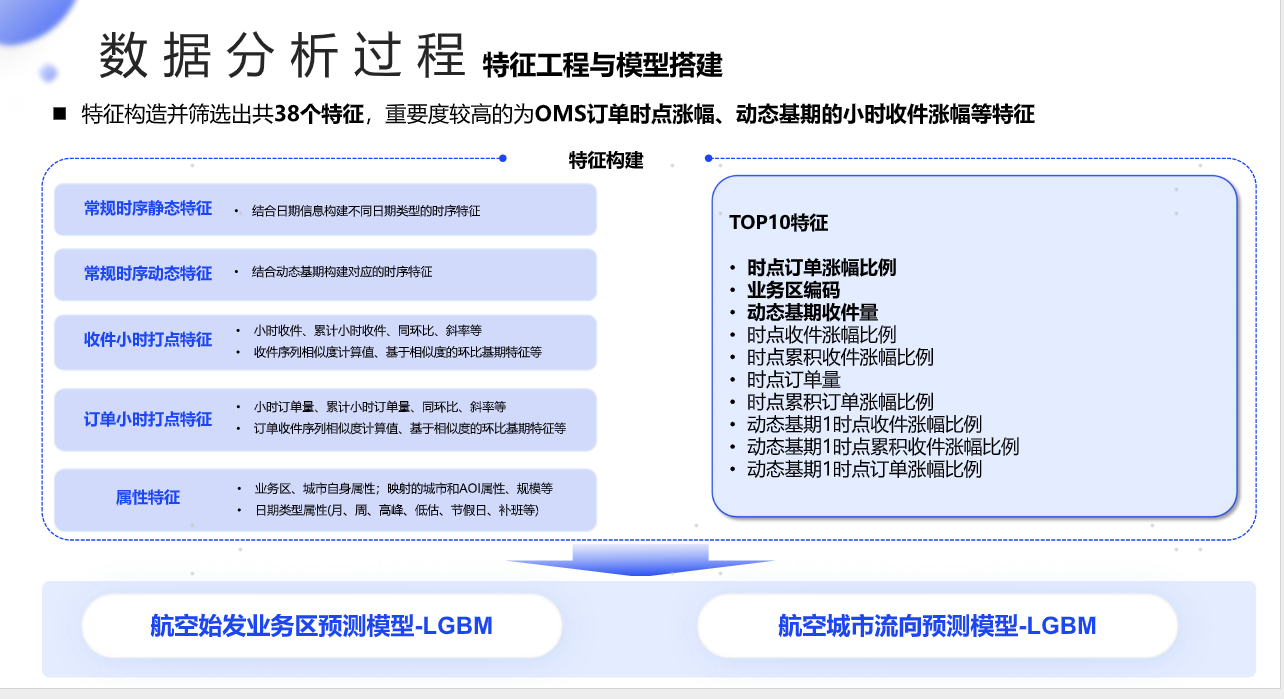 数据分析过程 特征工程与模型搭建
■ 特征构造并筛选出共38个特征，重要度较高的为OMS订单时点涨幅、动态基期的小时收件涨幅等特征
特征构建
常规时序静态特征
• 结合日期信息构建不同日期类型的时序特征
常规时序动态特征
• 结合动态基期构建对应的时序特征
收件小时打点特征
• 小时收件、累计小时收件、同环比、斜率等
• 收件序列相似度计算值、基于相似度的环比基期特征等
订单小时打点特征
• 小时订单量、累计小时订单量、同环比、斜率等
• 订单收件序列相似度计算值、基于相似度的环比基期特征等
属性特征
• 业务区、城市自身属性；映射的城市和AOI属性、规模等
• 日期类型属性(月、周、高峰、低估、节假日、补班等)
TOP10特征
• 时点订单涨幅比例
• 业务区编码
• 动态基期收件量
• 时点收件涨幅比例
• 时点累积收件涨幅比例
• 时点订单量
• 时点累积订单涨幅比例
• 动态基期1时点收件涨幅比例
• 动态基期1时点累积收件涨幅比例
• 动态基期1时点订单涨幅比例
航空始发业务区预测模型-LGBM
航空城市流向预测模型-LGBM